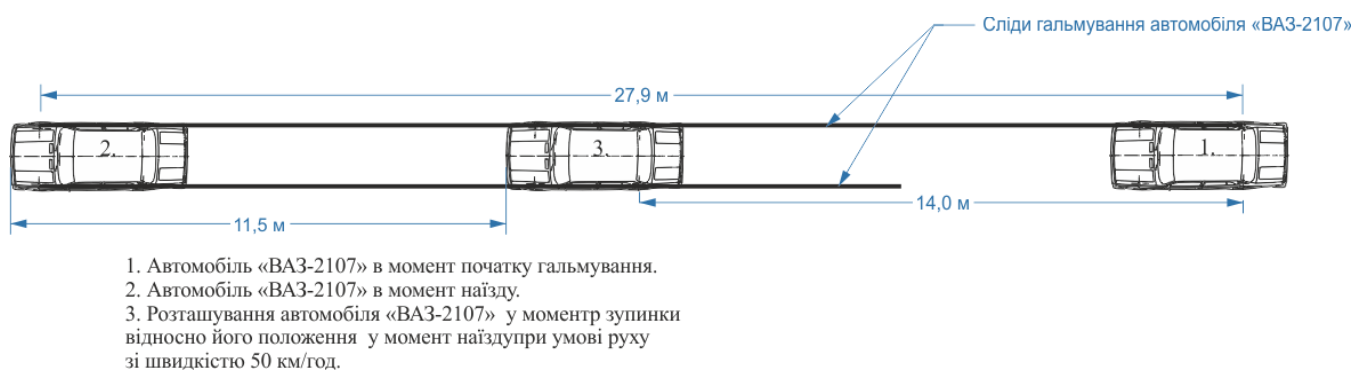 Сліди гальмування автомобіля «ВАЗ-2107»
27,9 м
2.
3.
1.
14,0 м
11,5 м
1. Автомобіль «ВАЗ-2107» в момент початку гальмування.
2. Автомобіль «ВАЗ-2107» в момент наїзду.
3. Розташування автомобіля «ВАЗ-2107» у моментр зупинки
відносно його положення у момент наїздупри умові руху
зі швидкістю 50 км/год.